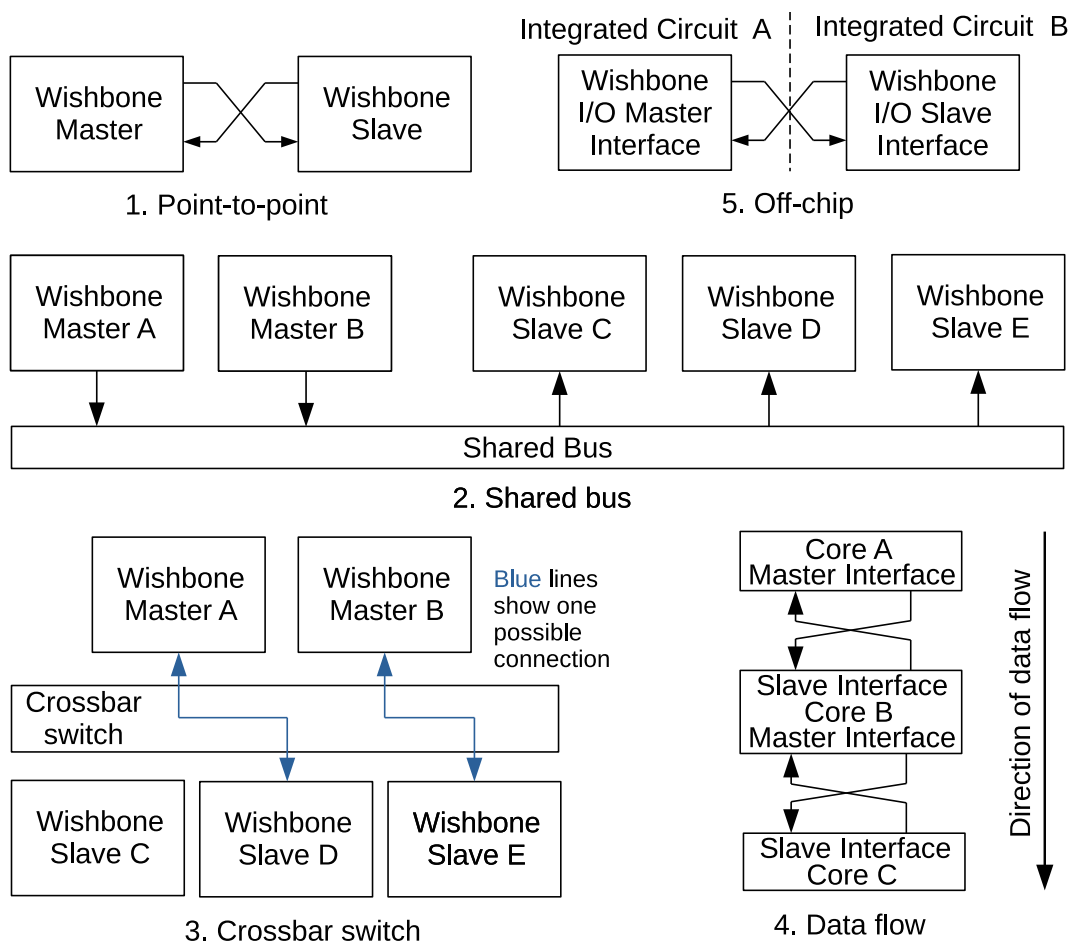 Wishbone
Master
Wishbone
Slave
1. Point-to-point
Integrated Circuit A
Integrated Circuit B
Wishbone
I/O Master
Interface
Wishbone
I/O Slave
Interface
5. Off-chip
Wishbone
Master A
Wishbone
Master B
Wishbone
Slave C
Wishbone
Slave D
Wishbone
Slave E
Shared Bus
2. Shared bus
Wishbone
Master A
Wishbone
Master B
Blue lines
show one
possible
connection
Crossbar
switch
Wishbone
Slave C
Wishbone
Slave D
Wishbone
Slave E
3. Crossbar switch
Core A
Master Interface
Slave Interface
Core B
Master Interface
Slave Interface
Core C
Direction of data flow
4. Data flow